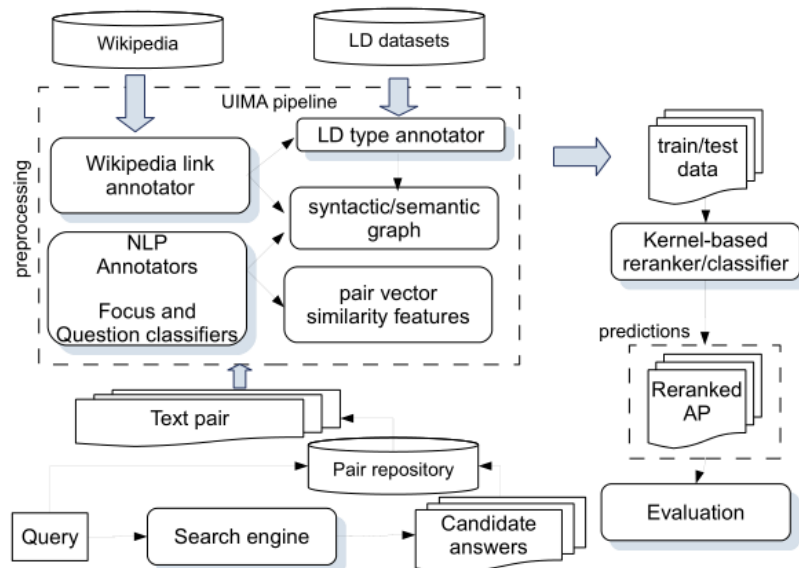 Wikipedia
LD datasets
UIMA pipeline
preprocessing
Wikipedia link
annotator
LD type annotator
syntactic/semantic
graph
NLP
Annotators
Focus and
Question classifiers
pair vector
similarity features
train/test
data
Kernel-based
reranker/classifier
predictions
Reranked
AP
Evaluation
Text pair
Pair repository
Query
Search engine
Candidate
answers